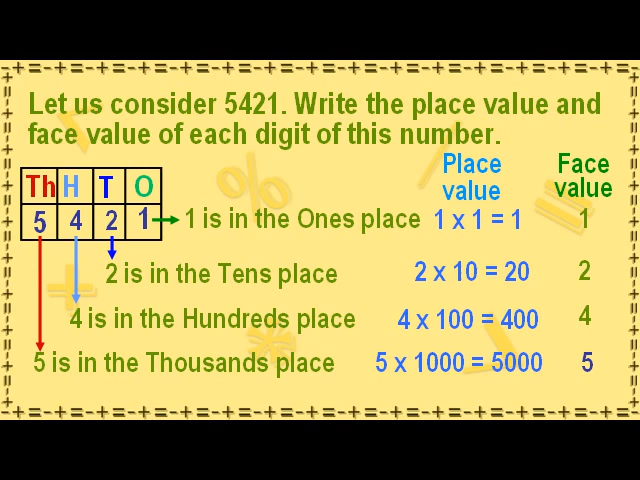 Let us consider 5421. Write the place value and
face value of each digit of this number.
Place value
Face value
Th H T O
5 4 2 1
1 is in the Ones place 1 x 1 = 1 1
2 is in the Tens place 2 x 10 = 20 2
4 is in the Hundreds place 4 x 100 = 400 4
5 is in the Thousands place 5 x 1000 = 5000 5